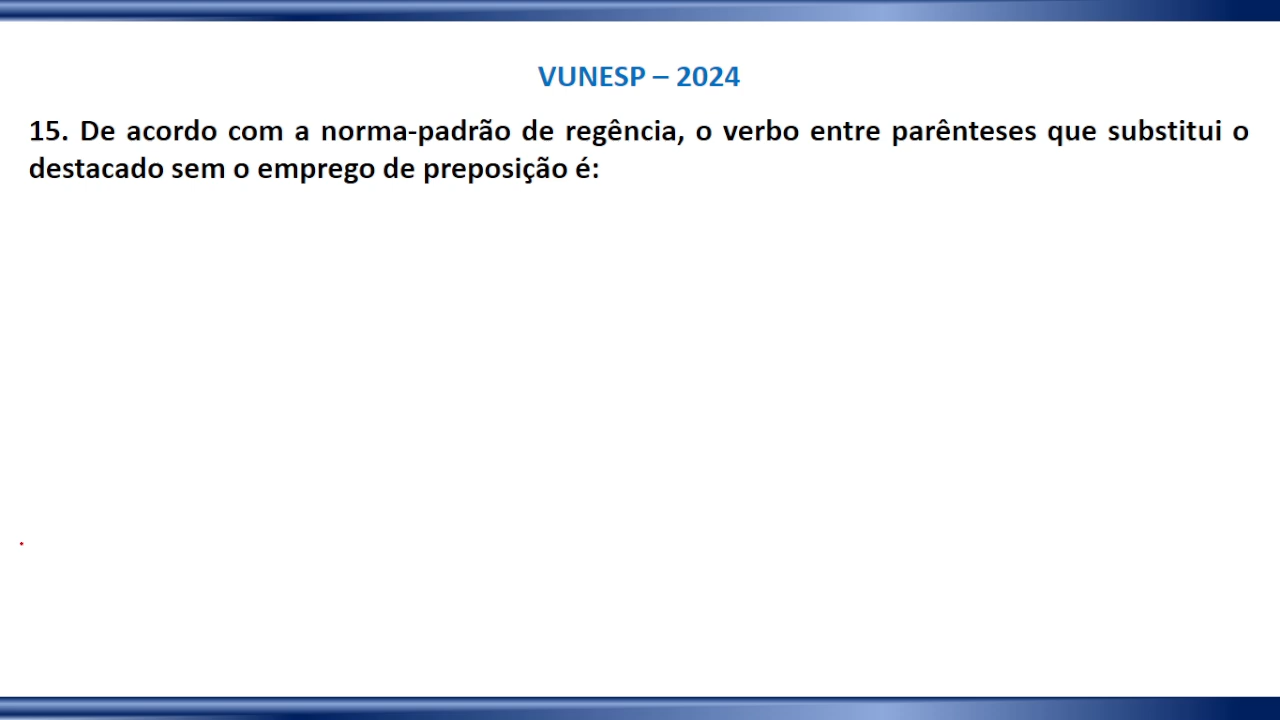 VUNESP – 2024
15. De acordo com a norma-padrão de regência, o verbo entre parênteses que substitui o
destacado sem o emprego de preposição é: